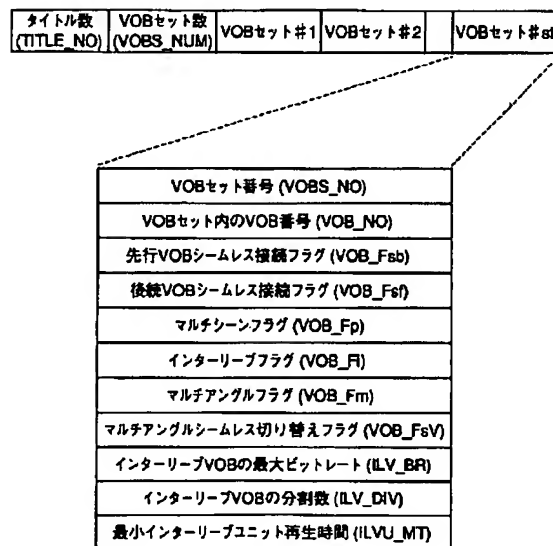 タイトル数 (TITLE_NO)
VOBセット数 (VOBS_NUM)
VOBセット#1
VOBセット#2
VOBセット#st
VOBセット番号 (VOBS_NO)
VOBセット内のVOB番号 (VOB_NO)
先行VOBシームレス接続フラグ (VOB_Fsb)
後続VOBシームレス接続フラグ (VOB_Fsf)
マルチシーンフラグ (VOB_Fp)
インターリーブフラグ (VOB_Fi)
マルチアングルフラグ (VOB_Fm)
マルチアングルシームレス切り替えフラグ (VOB_FsV)
インターリーブVOBの最大ビットレート (ILV_BR)
インターリーブVOBの分割数 (ILV_DIV)
最小インターリーブユニット再生時間 (ILVU_MT)